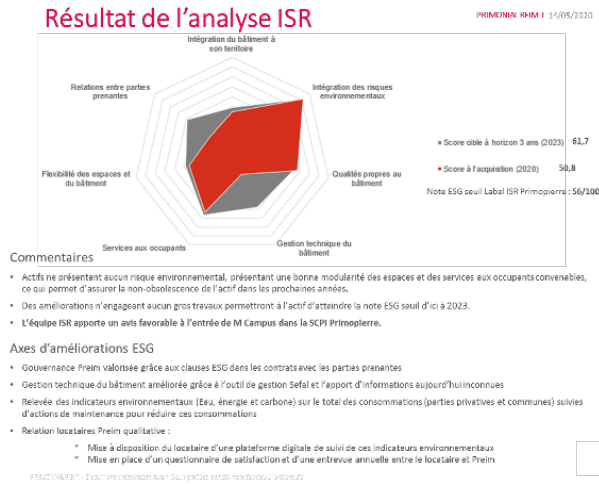 Résultat de l'analyse ISR
PRIMONIAL REIM I 14/05/2020
Intégration du bâtiment à
son territoire
Relations entre parties
prenantes
Intégration des risques
environnementaux
Score cible à horizon 3 ans (2023) 61,7
Flexibilité des espaces et
du bâtiment
Qualités propres au
bâtiment
Score à l'acquisition (2020) 50,8
Note ESG seuil Label ISR Primopierre : 56/100
Services aux occupants
Gestion technique du
bâtiment
Commentaires
▪ Actifs ne présentant aucun risque environnemental, présentant une bonne modularité des espaces et des services aux occupants convenables,
ce qui permet d'assurer la non-obsolescence de l'actif dans les prochaines années.
▪ Des améliorations n'engageant aucun gros travaux permettront à l'actif d'atteindre la note ESG seuil d'ici à 2023.
▪ L'équipe ISR apporte un avis favorable à l'entrée de M Campus dans la SCPI Primopierre.
Axes d'améliorations ESG
▪ Gouvernance Preim valorisée grâce aux clauses ESG dans les contrats avec les parties prenantes
▪ Gestion technique du bâtiment améliorée grâce à l'outil de gestion Sefal et l'apport d'informations aujourd'hui inconnues
▪ Relevée des indicateurs environnementaux (Eau, énergie et carbone) sur le total des consommations (parties privatives et communes) suivies
d'actions de maintenance pour réduire ces consommations
▪ Relation locataires Preim qualitative :
* Mise à disposition du locataire d'une plateforme digitale de suivi de ces indicateurs environnementaux
* Mise en place d'un questionnaire de satisfaction et d'une entrevue annuelle entre le locataire et Preim